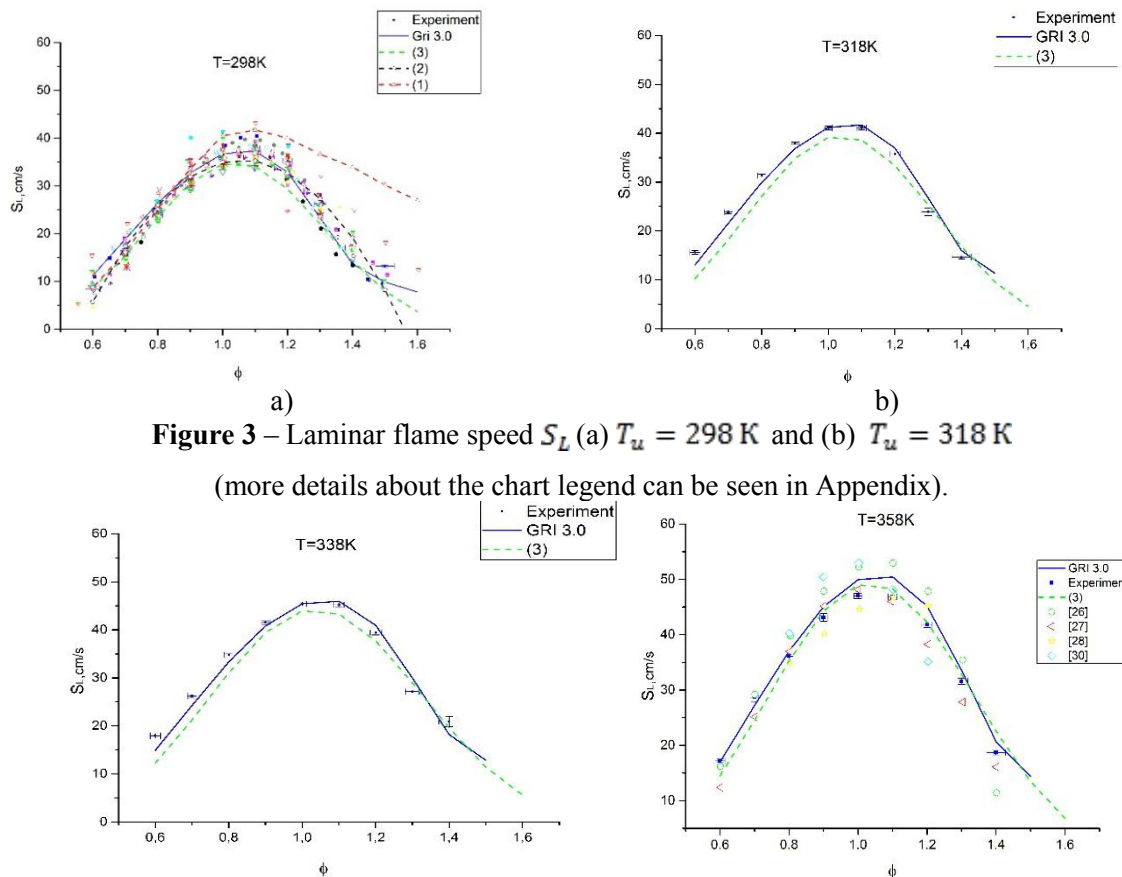 Experiment
Gri 3.0
(3)
(2)
(1)
T=298K
60
50
40
30
20
10
0
SL,cm/s
0,6 0,8 1,0 1,2 1,4 1,6
ϕ
a)
Experiment
GRI 3.0
(3)
T=318K
60
50
40
30
20
10
0
SL,cm/s
0,6 0,8 1,0 1,2 1,4 1,6
ϕ
b)
Figure 3 – Laminar flame speed S_L (a) T_u = 298 K and (b) T_u = 318 K
(more details about the chart legend can be seen in Appendix).
Experiment
GRI 3.0
(3)
T=338K
60
50
40
30
20
10
0
SL,cm/s
0,6 0,8 1,0 1,2 1,4 1,6
ϕ
T=358K
GRI 3.0
Experimer
(3)
[26]
[27]
[28]
[30]
60
50
40
30
20
10
SL,cm/s
0.6 0.8 1.0 1.2 1.4 1.6
ϕ